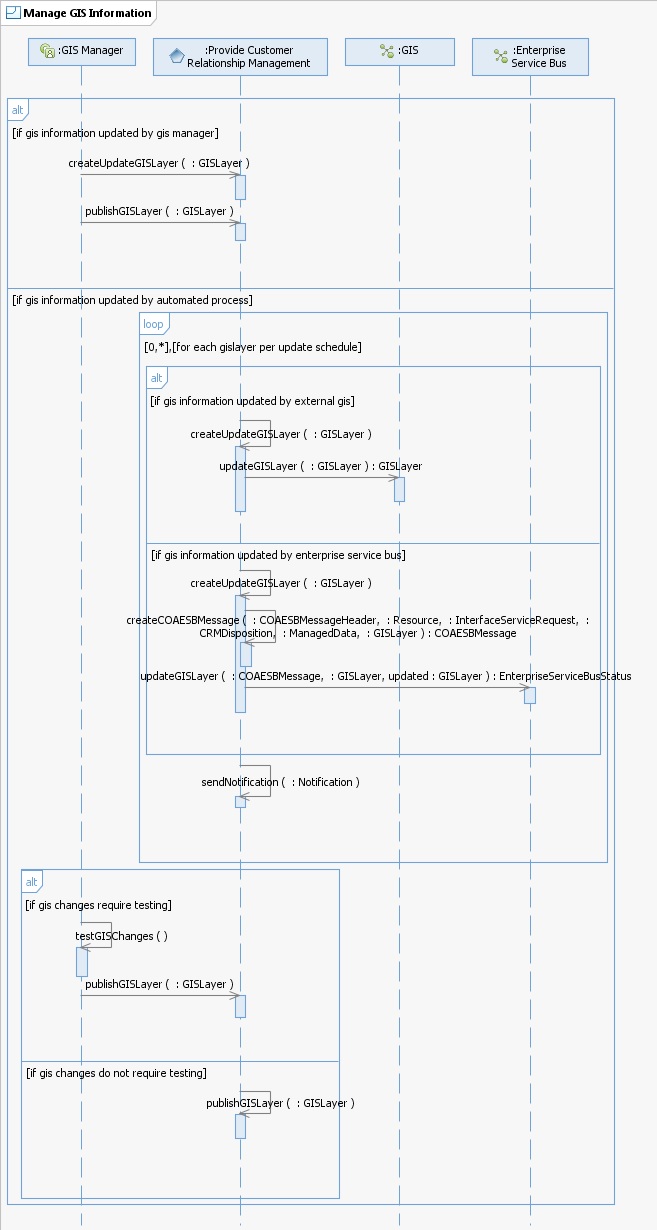 Manage GIS Information
:GIS Manager
:Provide Customer
Relationship Management
:GIS
:Enterprise
Service Bus
alt
[if gis information updated by gis manager]
createUpdateGISLayer (  : GISLayer )
publishGISLayer (  : GISLayer )
[if gis information updated by automated process]
loop
[0,*],[for each gislayer per update schedule]
alt
[if gis information updated by external gis]
createUpdateGISLayer (  : GISLayer )
updateGISLayer (  : GISLayer ) : GISLayer
[if gis information updated by enterprise service bus]
createUpdateGISLayer (  : GISLayer )
createCOAESBMessage (  : COAESBMessageHeader,  : Resource,  : InterfaceServiceRequest,  :
CRMDisposition,  : ManagedData,  : GISLayer ) : COAESBMessage
updateGISLayer (  : COAESBMessage,  : GISLayer, updated : GISLayer ) : EnterpriseServiceBusStatus
sendNotification (  : Notification )
alt
[if gis changes require testing]
testGISChanges ( )
publishGISLayer (  : GISLayer )
[if gis changes do not require testing]
publishGISLayer (  : GISLayer )